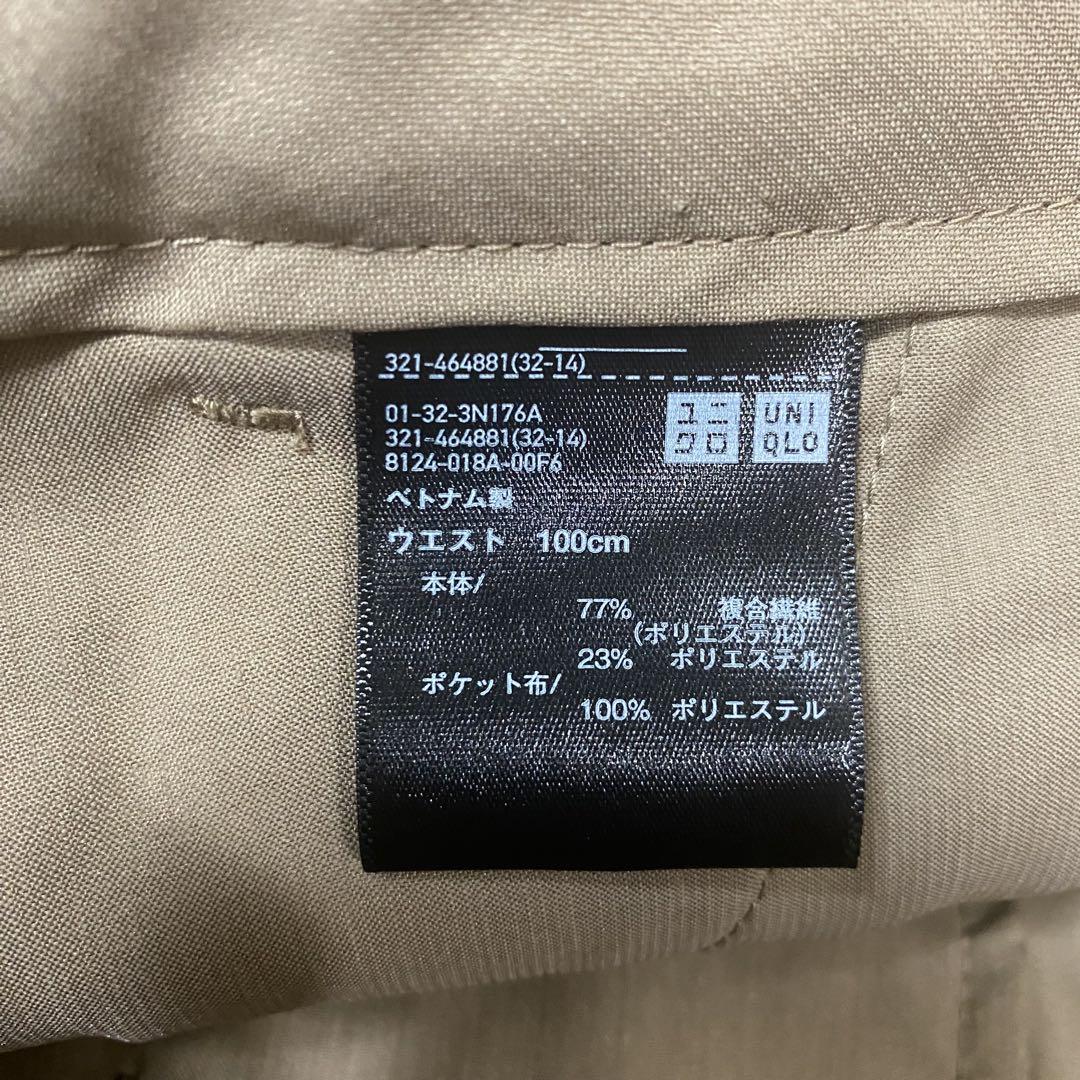 321-464881(32-14)
01-32-3N176A
321-464881(32-14)
8124-018A-00F6
ユニ
クロ
UNI
QLO
ベトナム製
ウエスト 100cm
本体/
77% 複合繊維
(ポリエステル)
23% ポリエステル
ポケット布/
100% ポリエステル